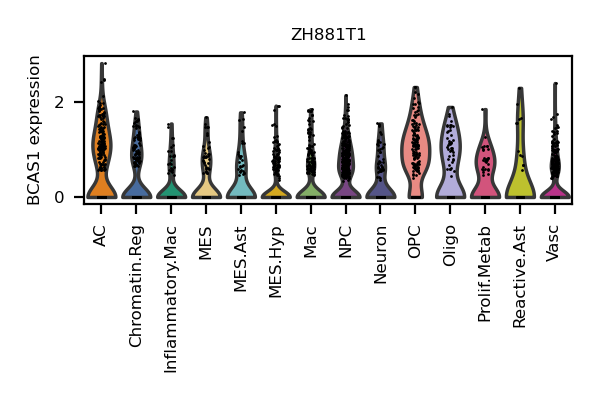 ZH881T1
BCAS1 expression
2
0
AC
Chromatin.Reg
Inflammatory.Mac
MES
MES.Ast
MES.Hyp
Mac
NPC
Neuron
OPC
Oligo
Prolif.Metab
Reactive.Ast
Vasc